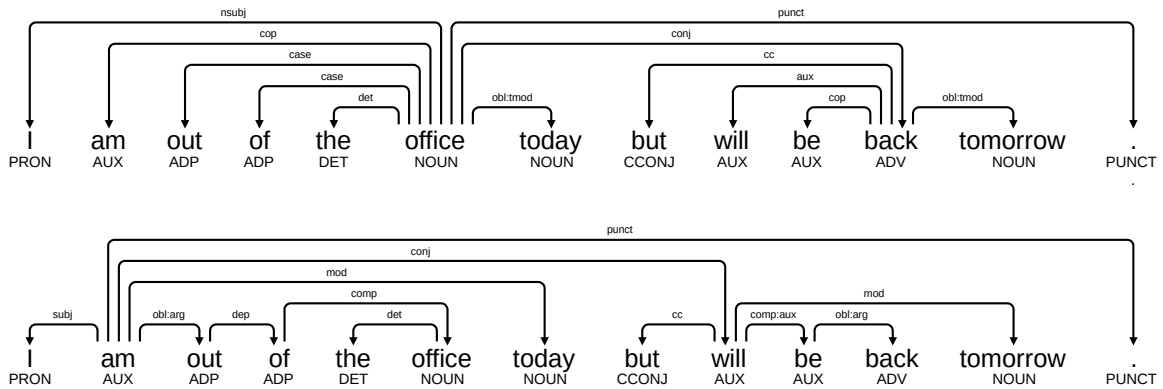 nsubj punct
cop conj
case cc
case aux
det obl:tmod cop obl:tmod
I am out of the office today but will be back tomorrow .
PRON AUX ADP ADP DET NOUN NOUN CCONJ AUX AUX ADV NOUN PUNCT
.
punct
conj
mod
comp mod
subj obl:arg dep det cc comp:aux obl:arg
I am out of the office today but will be back tomorrow .
PRON AUX ADP ADP DET NOUN NOUN CCONJ AUX AUX ADV NOUN PUNCT